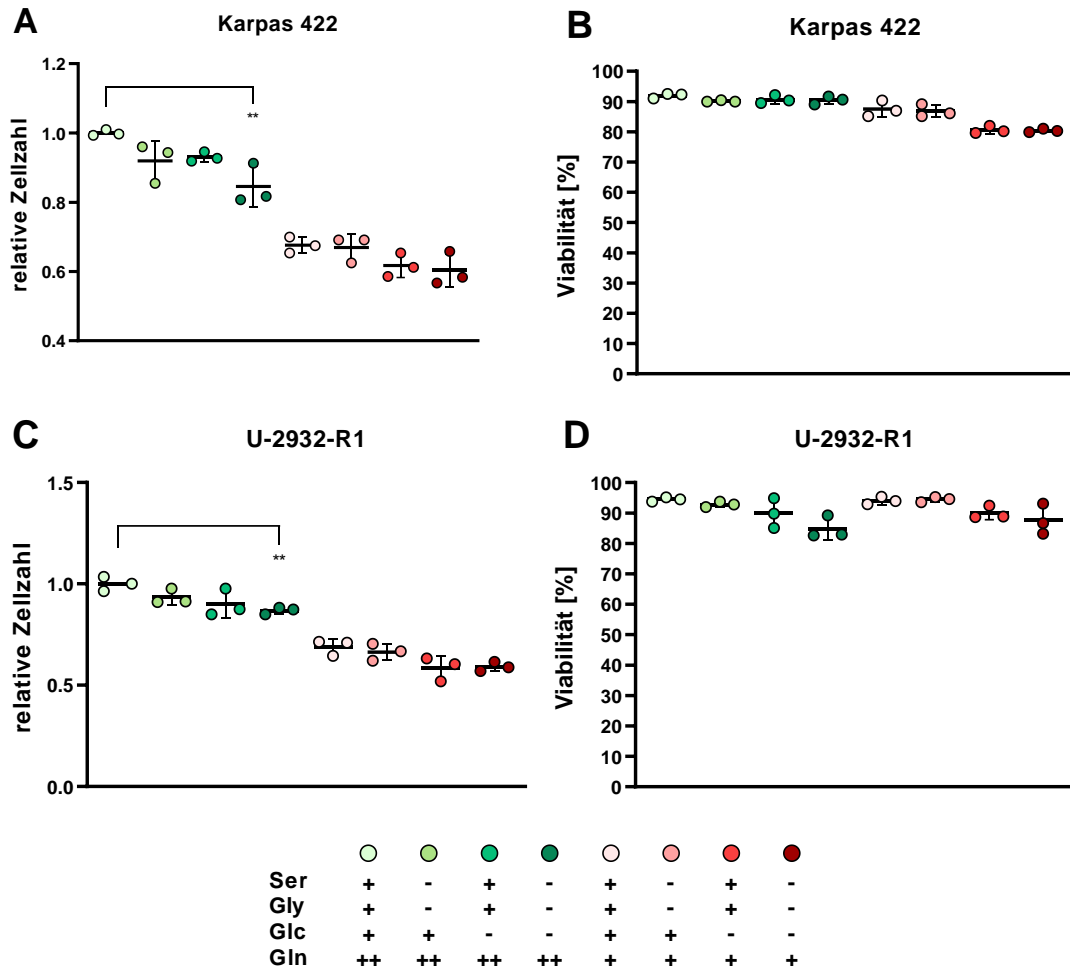 A
Karpas 422
relative Zellzahl
1.2
1.0
0.8
0.6
0.4
**
B
Karpas 422
Viabilität [%]
100
90
80
70
60
50
40
30
20
10
0
C
U-2932-R1
relative Zellzahl
1.5
1.0
0.5
0.0
**
D
U-2932-R1
Viabilität [%]
100
90
80
70
60
50
40
30
20
10
0
Ser + - + - + - + -
Gly + - + - + - + -
Glc + + - - + + - -
Gln ++ ++ ++ ++ + + + +